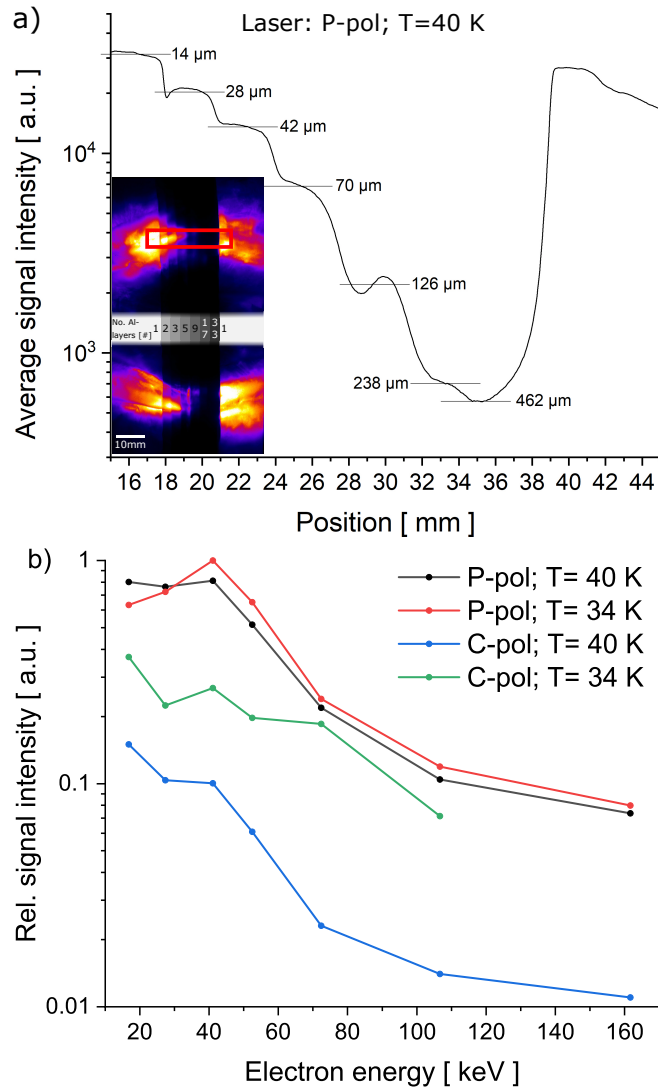 a)
Laser: P-pol; T=40 K
Average signal intensity [ a.u. ]
10⁴
10³
14 µm
28 µm
42 µm
70 µm
126 µm
238 µm
462 µm
No. Al- 1 2 3 5 9 1 3 1
layers [#] 7 3
10mm
16 18 20 22 24 26 28 30 32 34 36 38 40 42 44
Position [ mm ]
b)
Rel. signal intensity [ a.u. ]
1
0.1
0.01
P-pol; T= 40 K
P-pol; T= 34 K
C-pol; T= 40 K
C-pol; T= 34 K
20 40 60 80 100 120 140 160
Electron energy [ keV ]